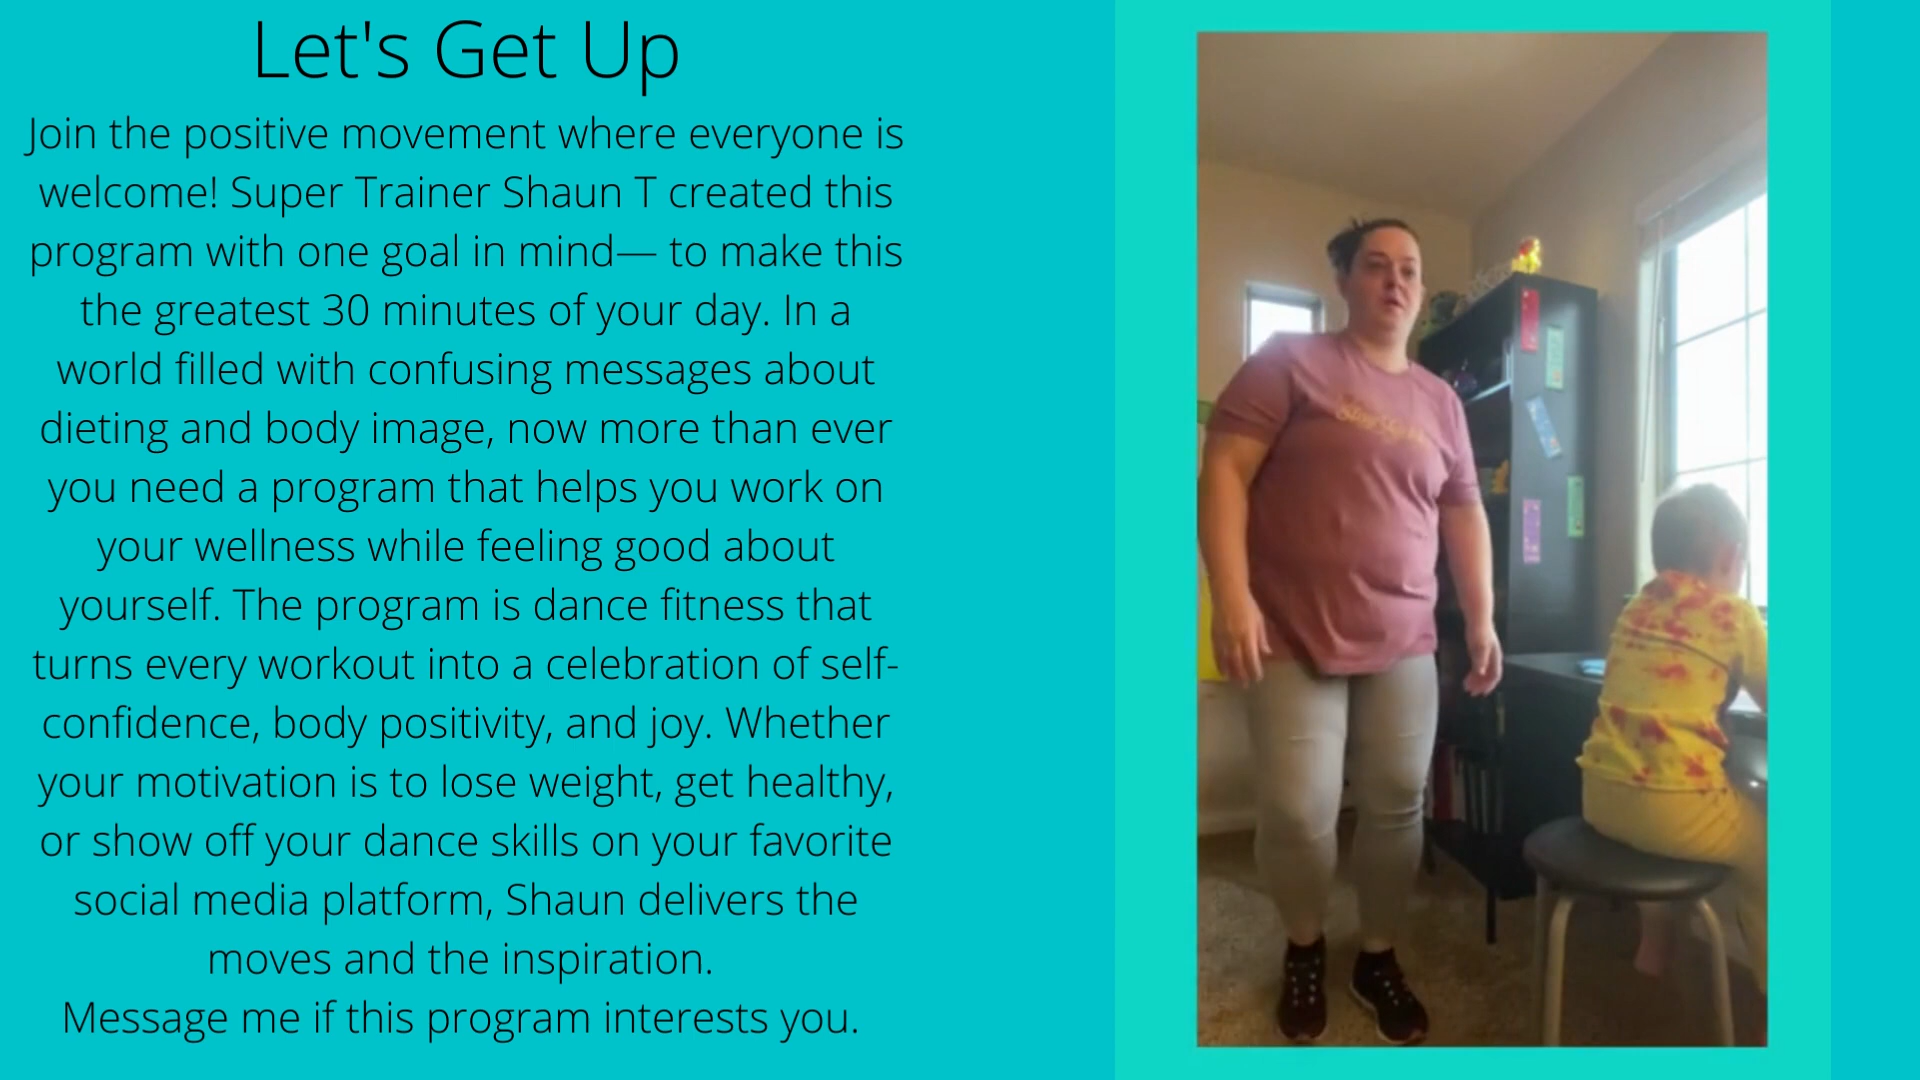 Let's Get Up
Join the positive movement where everyone is
welcome! Super Trainer Shaun T created this
program with one goal in mind— to make this
the greatest 30 minutes of your day. In a
world filled with confusing messages about
dieting and body image, now more than ever
you need a program that helps you work on
your wellness while feeling good about
yourself. The program is dance fitness that
turns every workout into a celebration of self-
confidence, body positivity, and joy. Whether
your motivation is to lose weight, get healthy,
or show off your dance skills on your favorite
social media platform, Shaun delivers the
moves and the inspiration.
Message me if this program interests you.